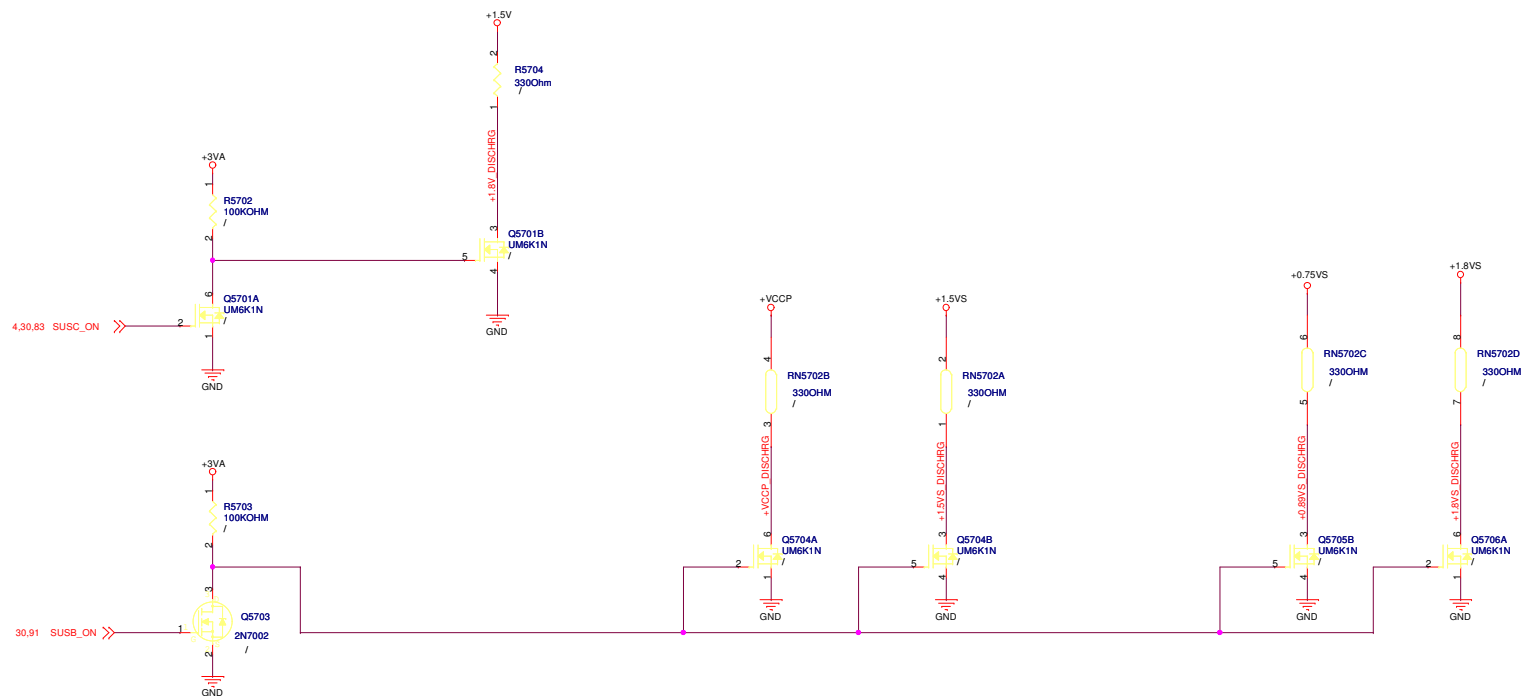 +1.5V
2
R5704
330Ohm
/
1
+1.8V_DISCHRG
3
Q5701B
UM6K1N
/
5
4
GND
+3VA
1
R5702
100KOHM
/
2
6
Q5701A
UM6K1N
/
4,30,83 SUSC_ON
2
1
GND
+3VA
1
R5703
100KOHM
/
2
3
Q5703
2N7002
/
30,91 SUSB_ON
1
2
GND
+VCCP
4
RN5702B
330OHM
/
3
+VCCP_DISCHRG
6
Q5704A
UM6K1N
/
2
1
GND
+1.5VS
2
RN5702A
330OHM
/
1
+1.5VS_DISCHRG
3
Q5704B
UM6K1N
/
5
4
GND
+0.75VS
6
RN5702C
330OHM
/
5
+0.89VS_DISCHRG
3
Q5705B
UM6K1N
/
5
4
GND
+1.8VS
8
RN5702D
330OHM
/
7
+1.8VS_DISCHRG
6
Q5706A
UM6K1N
/
2
1
GND